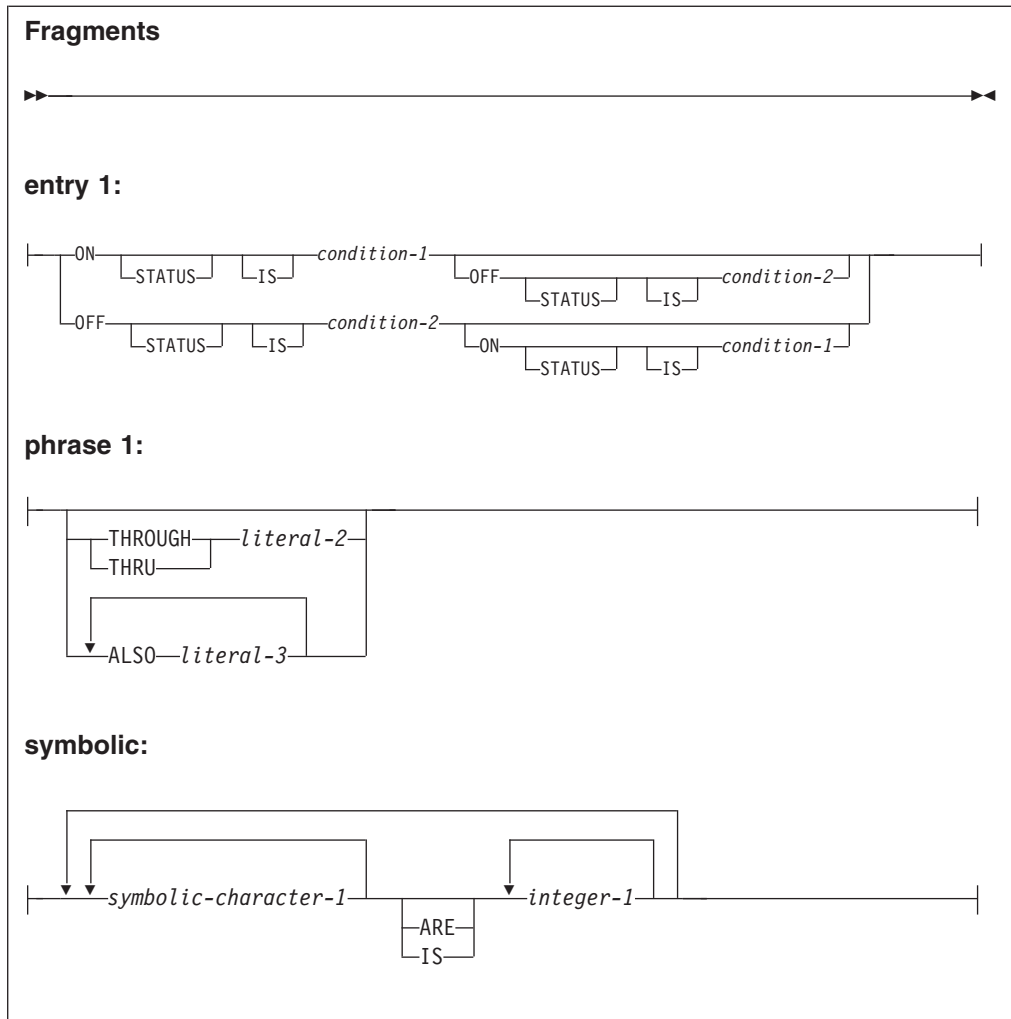 Fragments
entry 1:
ON STATUS IS condition-1 OFF STATUS IS condition-2
OFF STATUS IS condition-2 ON STATUS IS condition-1
phrase 1:
THROUGH literal-2
THRU
ALSO literal-3
symbolic:
symbolic-character-1 integer-1
ARE
IS